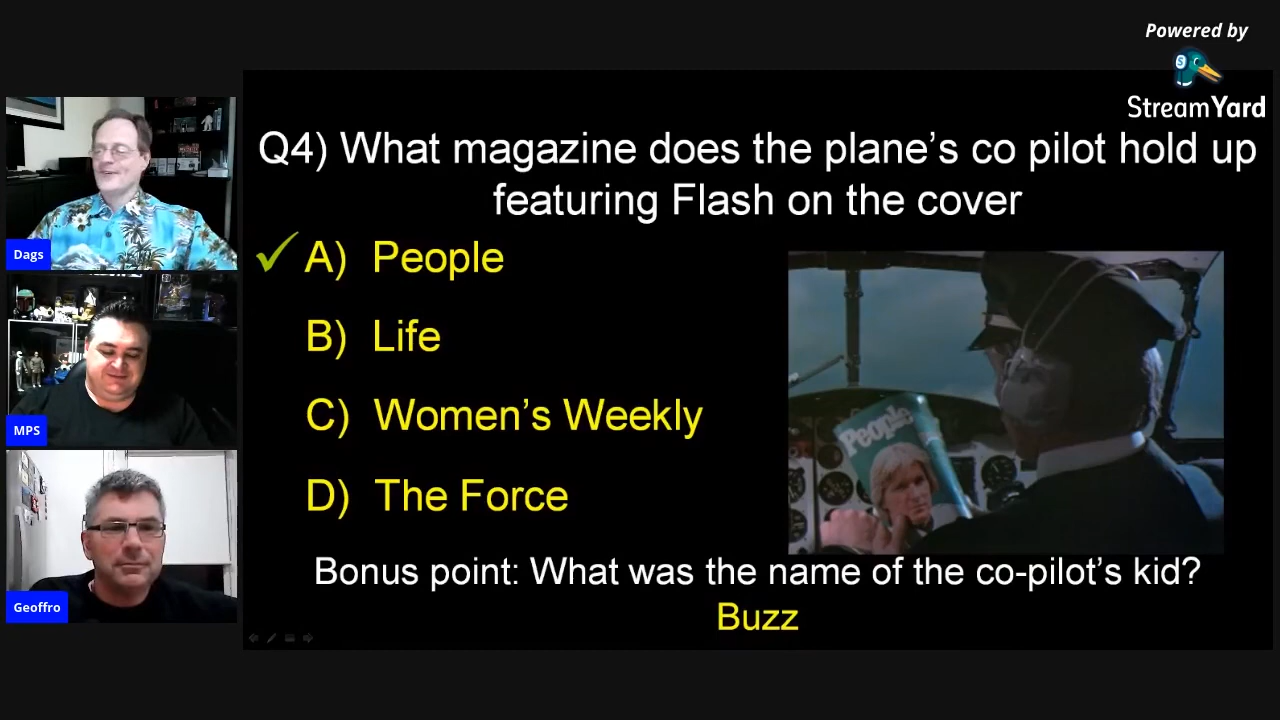 Powered by
StreamYard
Q4) What magazine does the plane’s co pilot hold up
featuring Flash on the cover
A) People
B) Life
C) Women’s Weekly
D) The Force
People
Bonus point: What was the name of the co-pilot’s kid?
Buzz
Dags
MPS
Geoffro